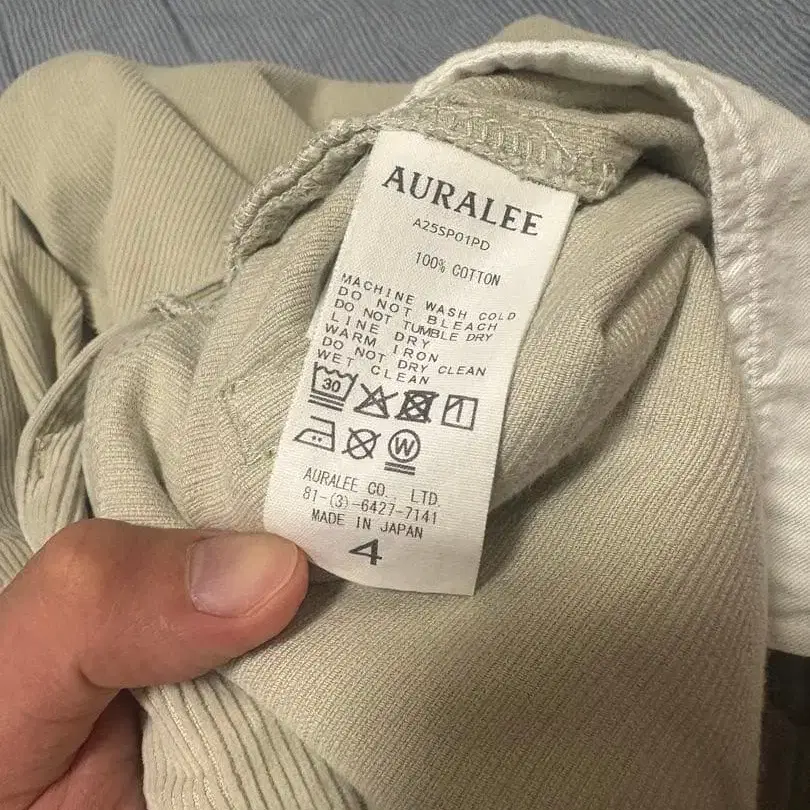 AURALEE
A25SP01PD
100% COTTON
MACHINE WASH COLD
DO NOT BLEACH
DO NOT TUMBLE DRY
LINE DRY
WARM IRON
DO NOT DRY CLEAN
WET CLEAN
30
W
AURALEE CO., LTD.
81-(3)-6427-7141
MADE IN JAPAN
4